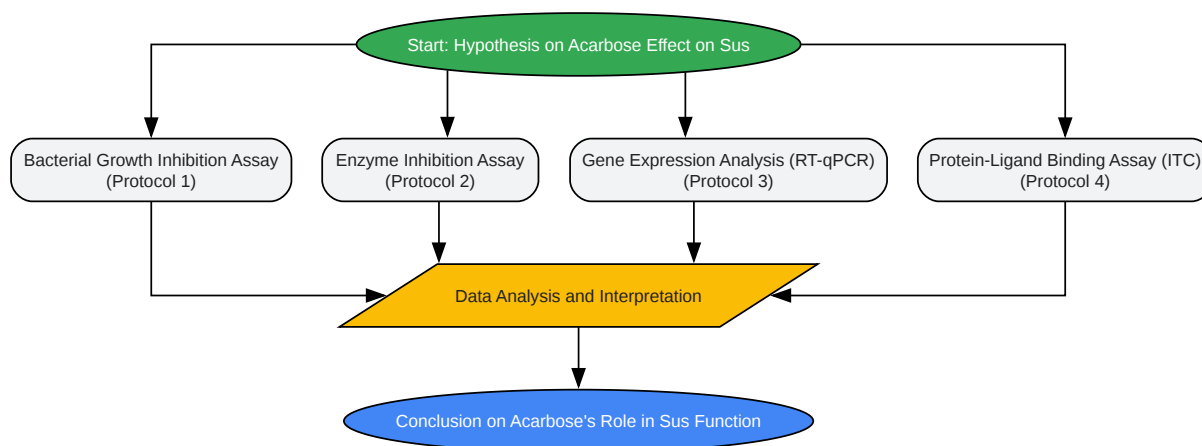 Start: Hypothesis on Acarbose Effect on Sus
Bacterial Growth Inhibition Assay
(Protocol 1)
Enzyme Inhibition Assay
(Protocol 2)
Gene Expression Analysis (RT-qPCR)
(Protocol 3)
Protein-Ligand Binding Assay (ITC)
(Protocol 4)
Data Analysis and Interpretation
Conclusion on Acarbose's Role in Sus Function